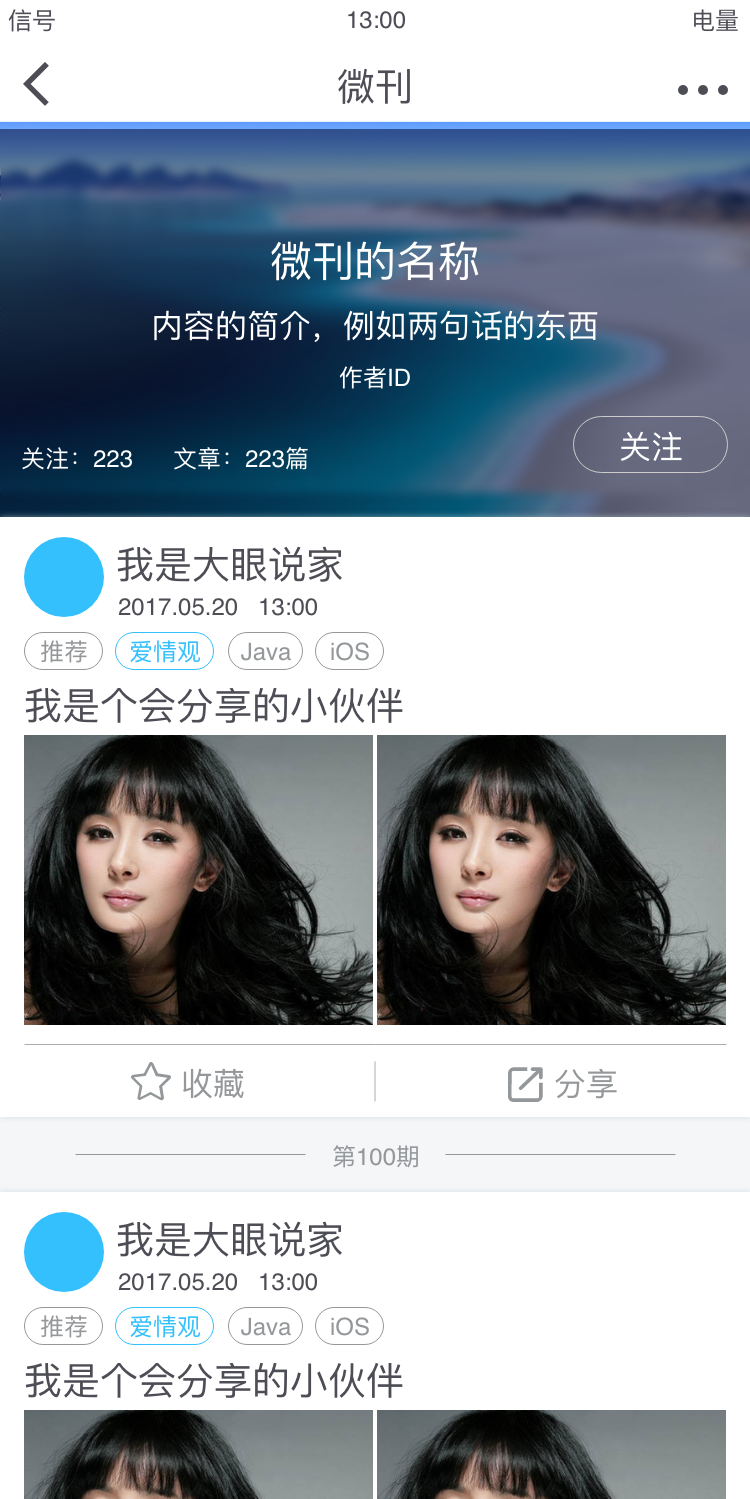 信号 13:00 电量
微刊
微刊的名称
内容的简介，例如两句话的东西
作者ID
关注：223 文章：223篇 关注
我是大眼说家
2017.05.20 13:00
推荐 爱情观 Java iOS
我是个会分享的小伙伴
收藏 分享
第100期
我是大眼说家
2017.05.20 13:00
推荐 爱情观 Java iOS
我是个会分享的小伙伴